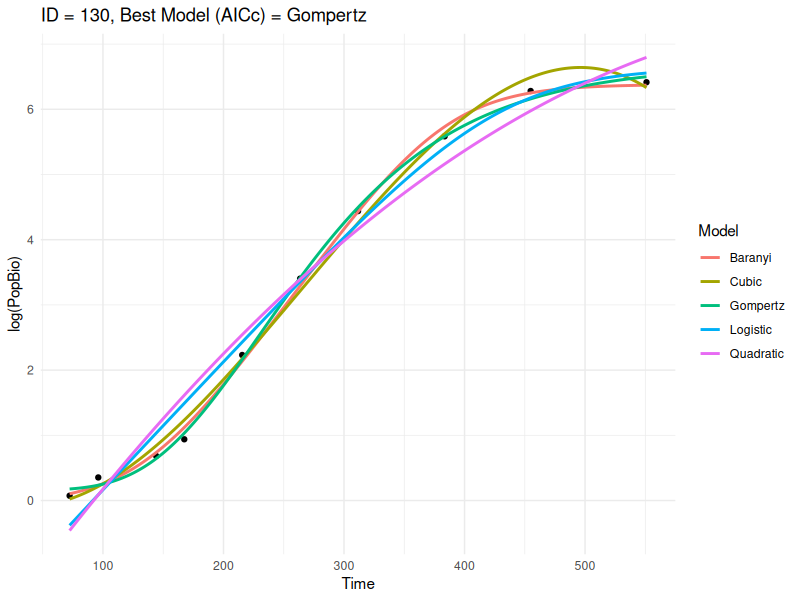 ID = 130, Best Model (AICc) = Gompertz
log(PopBio)
6
4
2
0
100 200 300 400 500
Time
Model
Baranyi
Cubic
Gompertz
Logistic
Quadratic